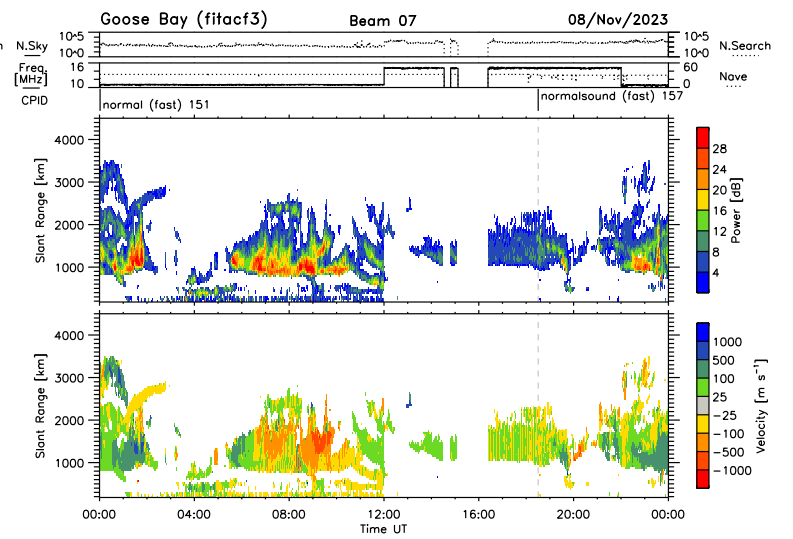 Goose Bay (fitacf3) Beam 07 08/Nov/2023
10^5 10^5
N.Sky N.Search
10^0 10^0
Freq. 16 60
[MHz] Nave
10 0
CPID normal (fast) 151 normalsound (fast) 157
4000
3000
2000
1000
Slant Range [km]
28
24
20
16
12
8
4
Power [dB]
4000
3000
2000
1000
Slant Range [km]
1000
500
100
25
−25
−100
−500
−1000
Velocity [m s⁻¹]
00:00 04:00 08:00 12:00 16:00 20:00 00:00
Time UT